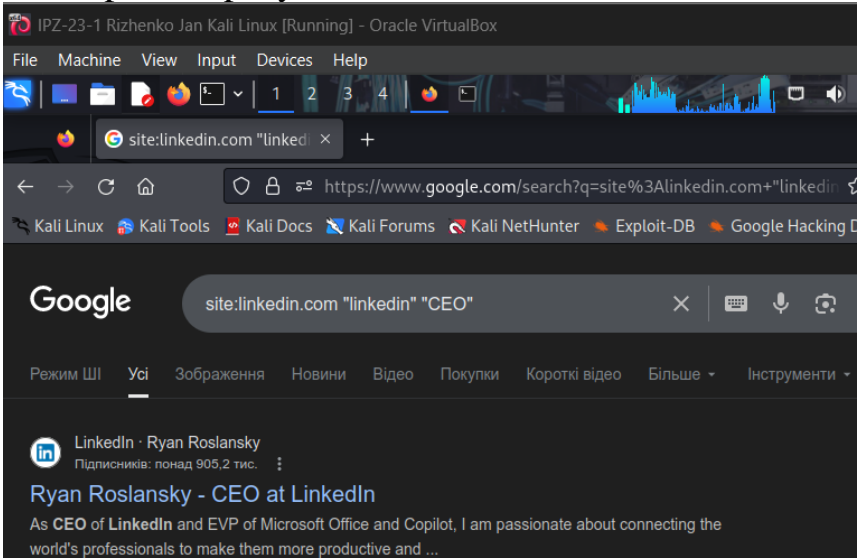 IPZ-23-1 Rizhenko Jan Kali Linux [Running] - Oracle VirtualBox
File Machine View Input Devices Help
1 2 3 4
site:linkedin.com "linkedi
https://www.google.com/search?q=site%3Alinkedin.com+"linkedin
Kali Linux Kali Tools Kali Docs Kali Forums Kali NetHunter Exploit-DB Google Hacking D
Google site:linkedin.com "linkedin" "CEO"
Режим ШІ Усі Зображення Новини Відео Покупки Короткі відео Більше Інструменти
LinkedIn · Ryan Roslansky
Підписників: понад 905,2 тис.
Ryan Roslansky - CEO at LinkedIn
As CEO of LinkedIn and EVP of Microsoft Office and Copilot, I am passionate about connecting the
world's professionals to make them more productive and ...